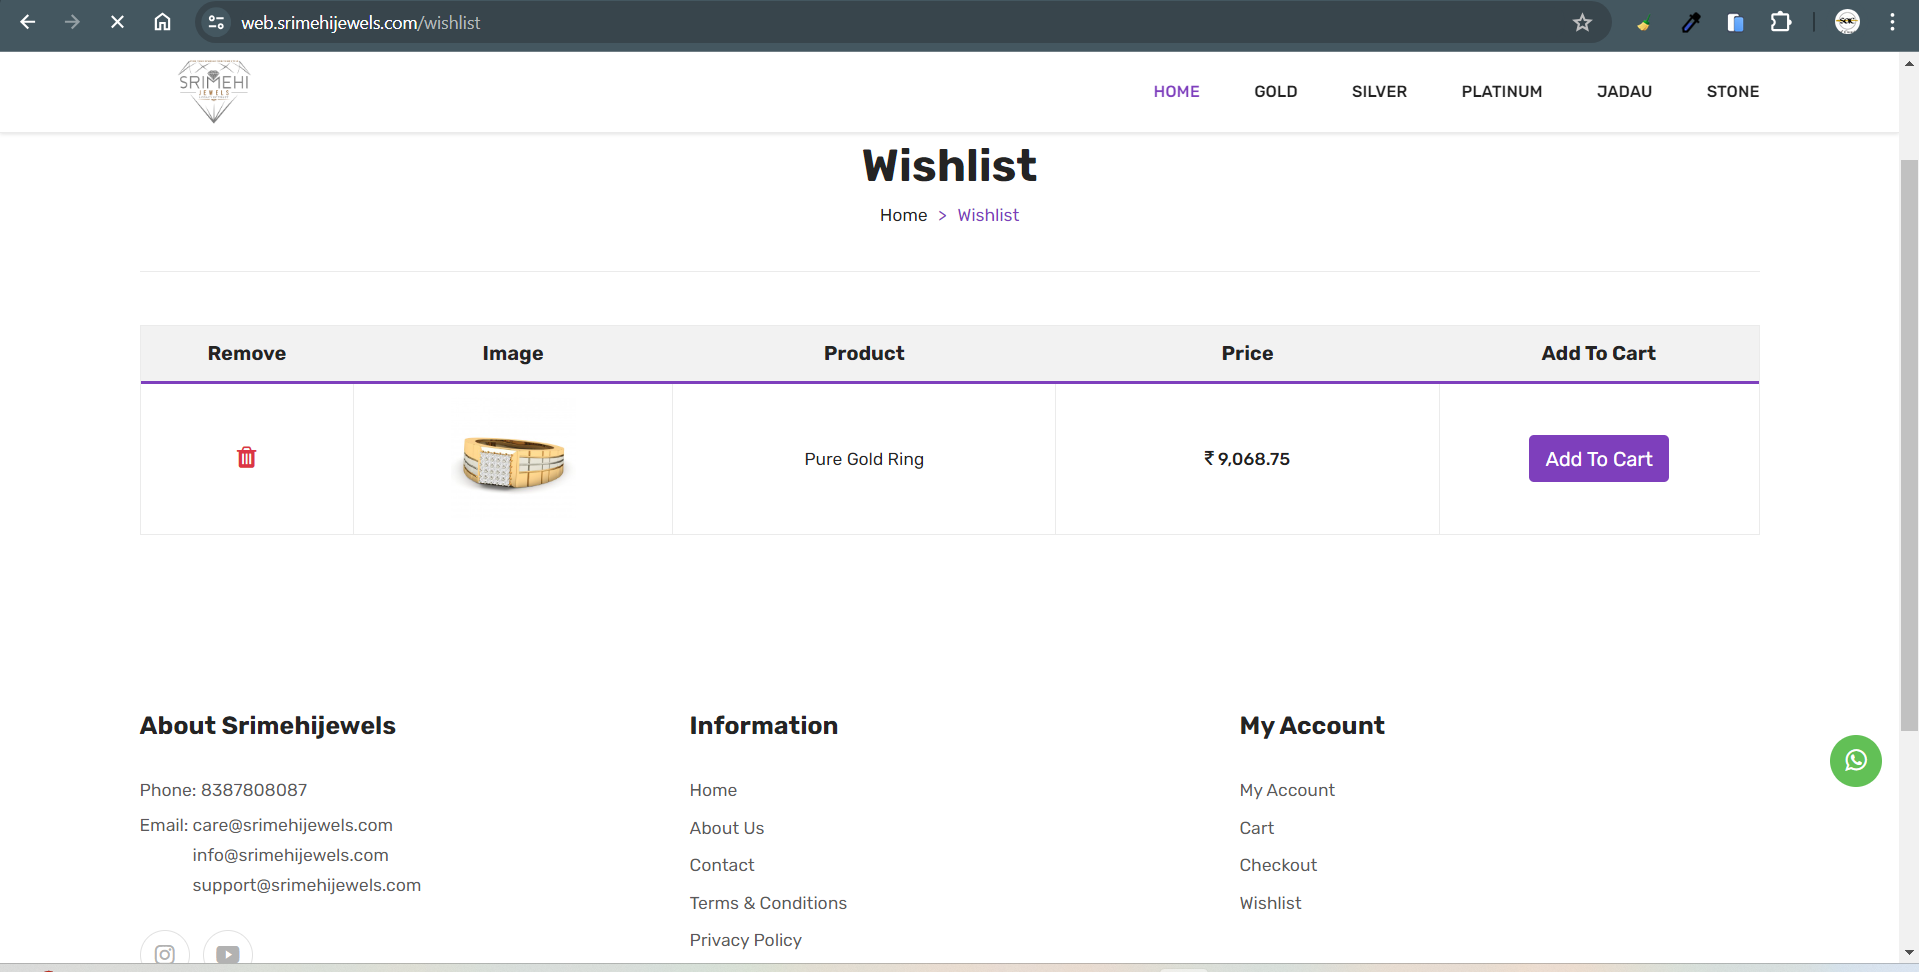 web.srimehijewels.com/wishlist
SRIMEHI
JEWELS
HOME GOLD SILVER PLATINUM JADAU STONE
Wishlist
Home > Wishlist
Remove Image Product Price Add To Cart
Pure Gold Ring ₹ 9,068.75 Add To Cart
About Srimehijewels Information My Account
Phone: 8387808087 Home My Account
Email: care@srimehijewels.com About Us Cart
info@srimehijewels.com Contact Checkout
support@srimehijewels.com Terms & Conditions Wishlist
Privacy Policy